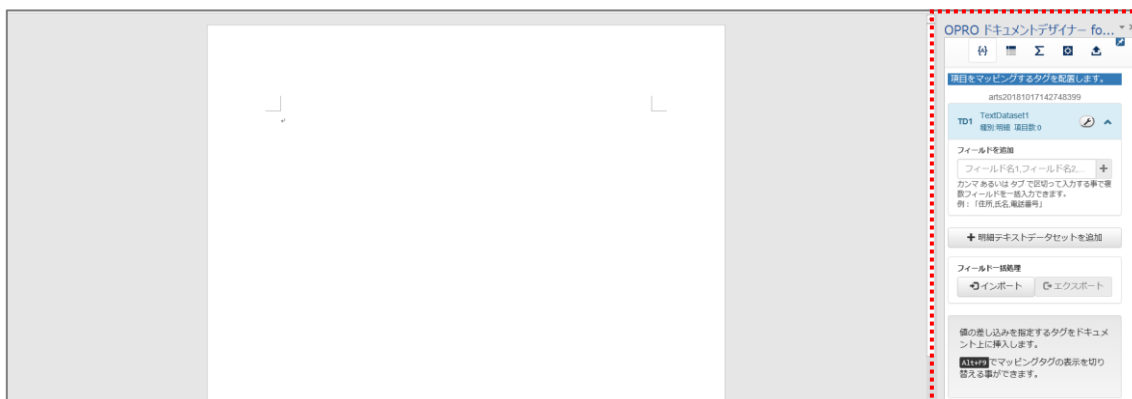 OPRO ドキュメントデザイナー fo...
項目をマッピングするタグを配置します。
arts20181017142748399
TD1 TextDataset1
種別:明細 項目数:0
フィールドを追加
フィールド名1,フィールド名2,...
カンマ あるいは タブ で区切って入力する事で複
数フィールドを一括入力できます。
例：「住所,氏名,電話番号」
+ 明細テキストデータセットを追加
フィールド一括処理
インポート エクスポート
値の差し込みを指定するタグをドキュメ
ント上に挿入します。
Alt+F9 でマッピングタグの表示を切り
替える事ができます。